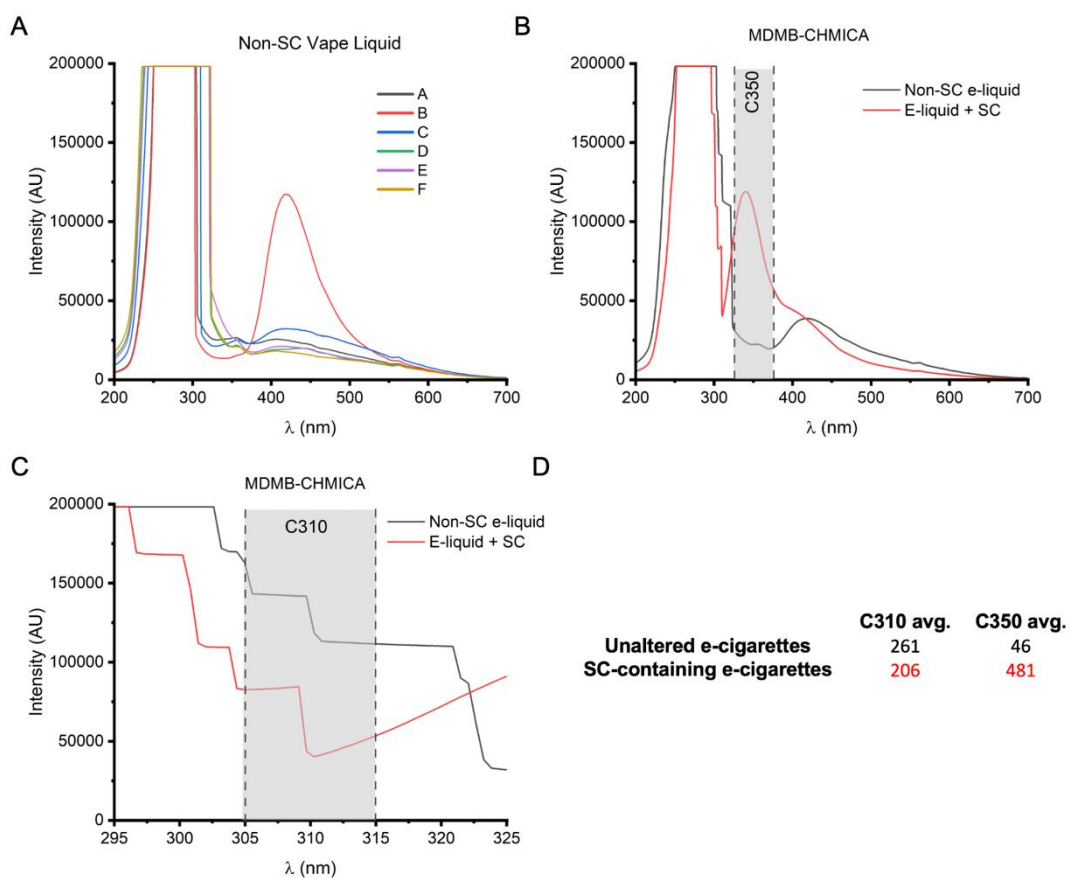 A
Non-SC Vape Liquid
200000
150000
100000
50000
0
Intensity (AU)
A
B
C
D
E
F
200 300 400 500 600 700
λ (nm)
B
MDMB-CHMICA
200000
150000
100000
50000
0
Intensity (AU)
C350
Non-SC e-liquid
E-liquid + SC
200 300 400 500 600 700
λ (nm)
C
MDMB-CHMICA
200000
150000
100000
50000
0
Intensity (AU)
C310
Non-SC e-liquid
E-liquid + SC
295 300 305 310 315 320 325
λ (nm)
D
C310 avg. C350 avg.
Unaltered e-cigarettes 261 46
SC-containing e-cigarettes 206 481